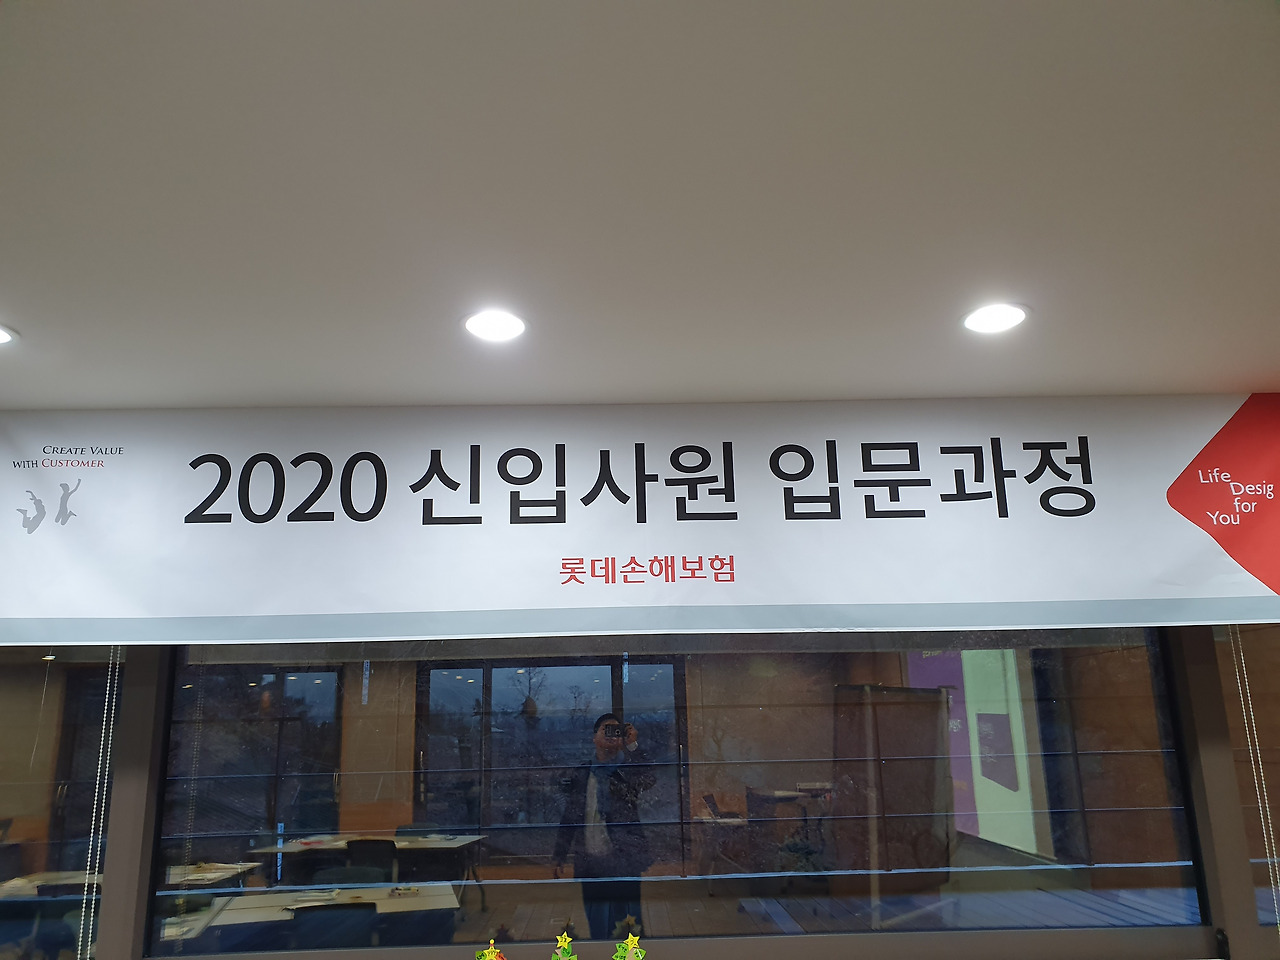 CREATE VALUE
WITH CUSTOMER
2020 신입사원 입문과정
롯데손해보험
Life
Desig
for
You